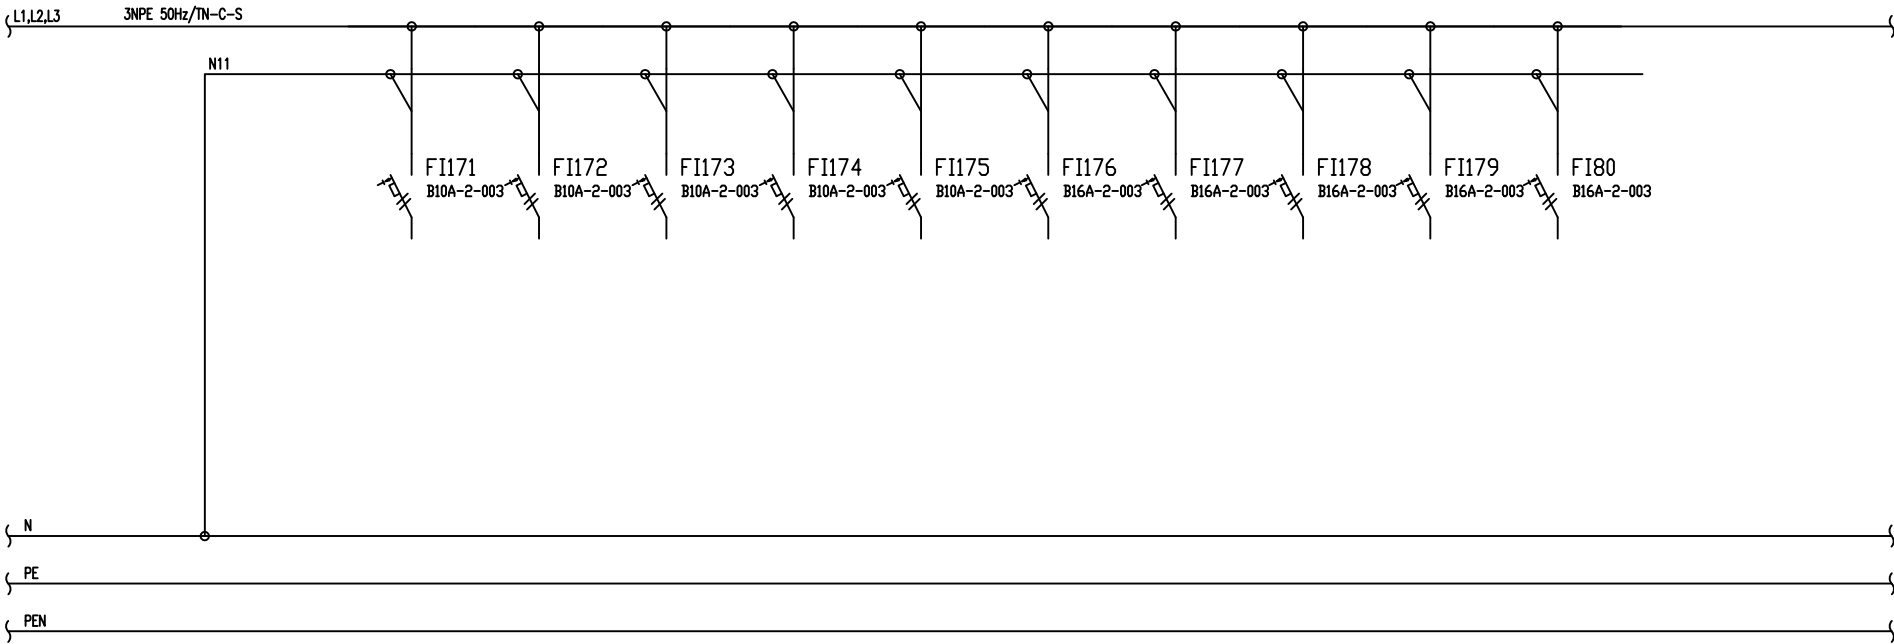 L1,L2,L3 3NPE 50Hz/TN-C-S
N11
FI171 FI172 FI173 FI174 FI175 FI176 FI177 FI178 FI179 FI80
B10A-2-003 B10A-2-003 B10A-2-003 B10A-2-003 B10A-2-003 B16A-2-003 B16A-2-003 B16A-2-003 B16A-2-003 B16A-2-003
N
PE
PEN